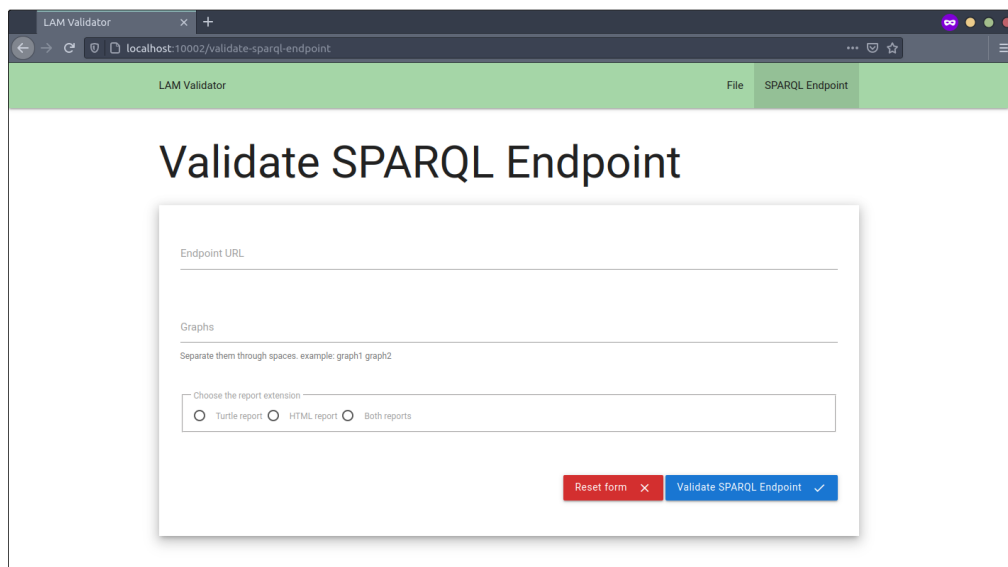 LAM Validator
localhost:10002/validate-sparql-endpoint
LAM Validator File SPARQL Endpoint
Validate SPARQL Endpoint
Endpoint URL
Graphs
Separate them through spaces. example: graph1 graph2
Choose the report extension
Turtle report HTML report Both reports
Reset form Validate SPARQL Endpoint